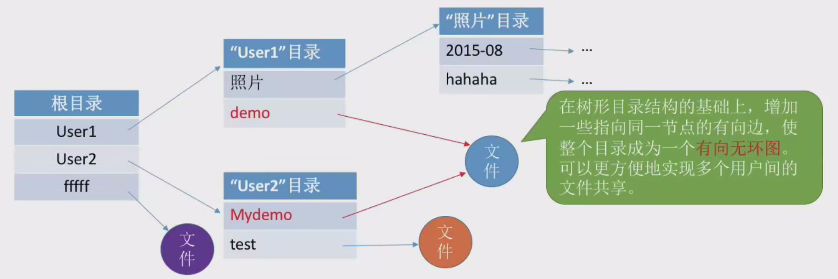 “照片”目录
2015-08
...
hahaha
...
“User1”目录
照片
demo
根目录
User1
User2
fffff
“User2”目录
Mydemo
test
文
件
文
件
文
件
在树形目录结构的基础上，增加
一些指向同一节点的有向边，使
整个目录成为一个有向无环图。
可以更方便地实现多个用户间的
文件共享。